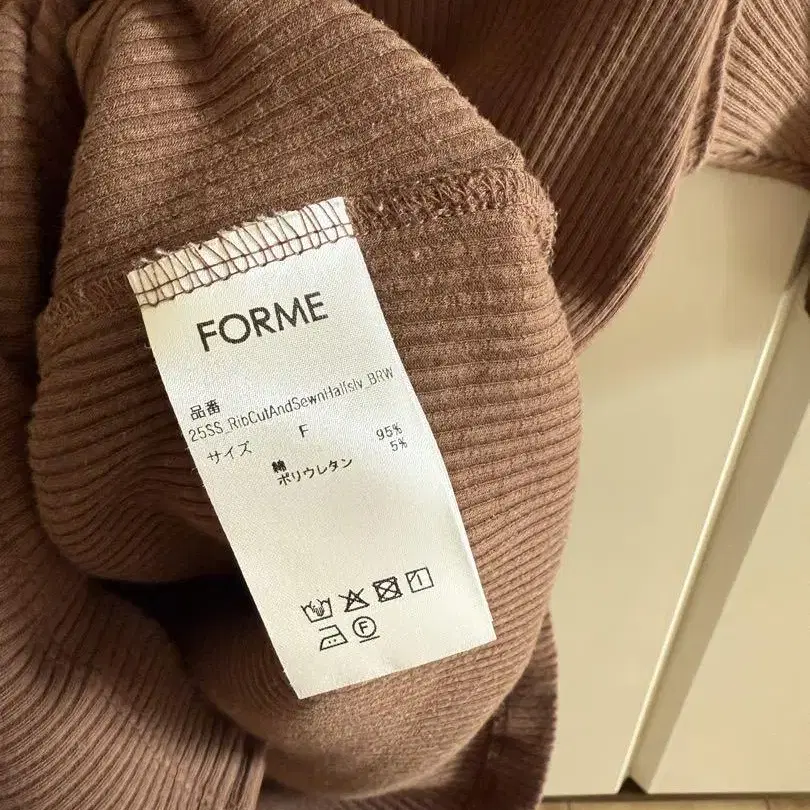 FORME
品番
25SS_RibCutAndSewnHalfslv_BRW
サイズ F
綿 95%
ポリウレタン 5%
F